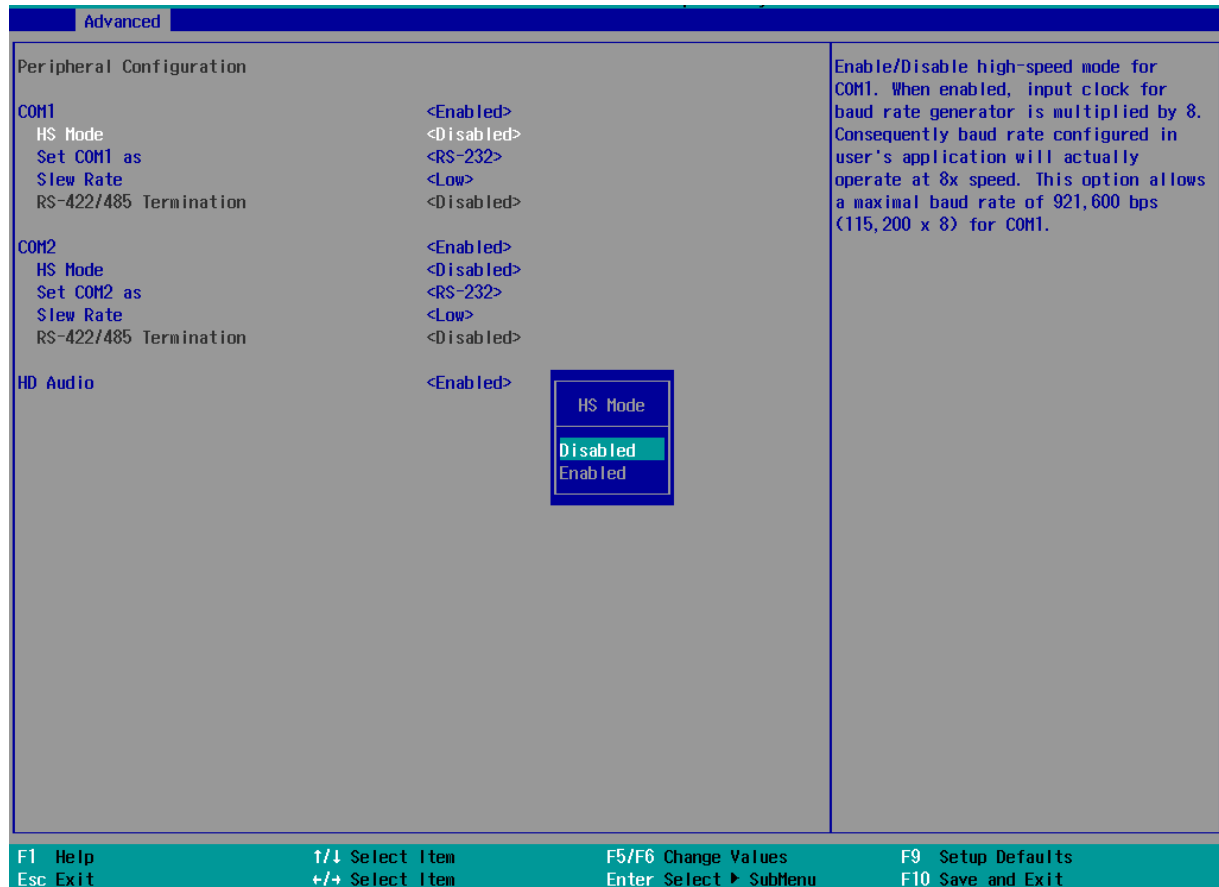 Advanced
Peripheral Configuration
COM1 <Enabled>
HS Mode <Disabled>
Set COM1 as <RS-232>
Slew Rate <Low>
RS-422/485 Termination <Disabled>
COM2 <Enabled>
HS Mode <Disabled>
Set COM2 as <RS-232>
Slew Rate <Low>
RS-422/485 Termination <Disabled>
HD Audio <Enabled>
HS Mode
Disabled
Enabled
Enable/Disable high-speed mode for
COM1. When enabled, input clock for
baud rate generator is multiplied by 8.
Consequently baud rate configured in
user's application will actually
operate at 8x speed. This option allows
a maximal baud rate of 921,600 bps
(115,200 x 8) for COM1.
F1 Help ↑/↓ Select Item F5/F6 Change Values F9 Setup Defaults
Esc Exit ←/→ Select Item Enter Select ▶ SubMenu F10 Save and Exit